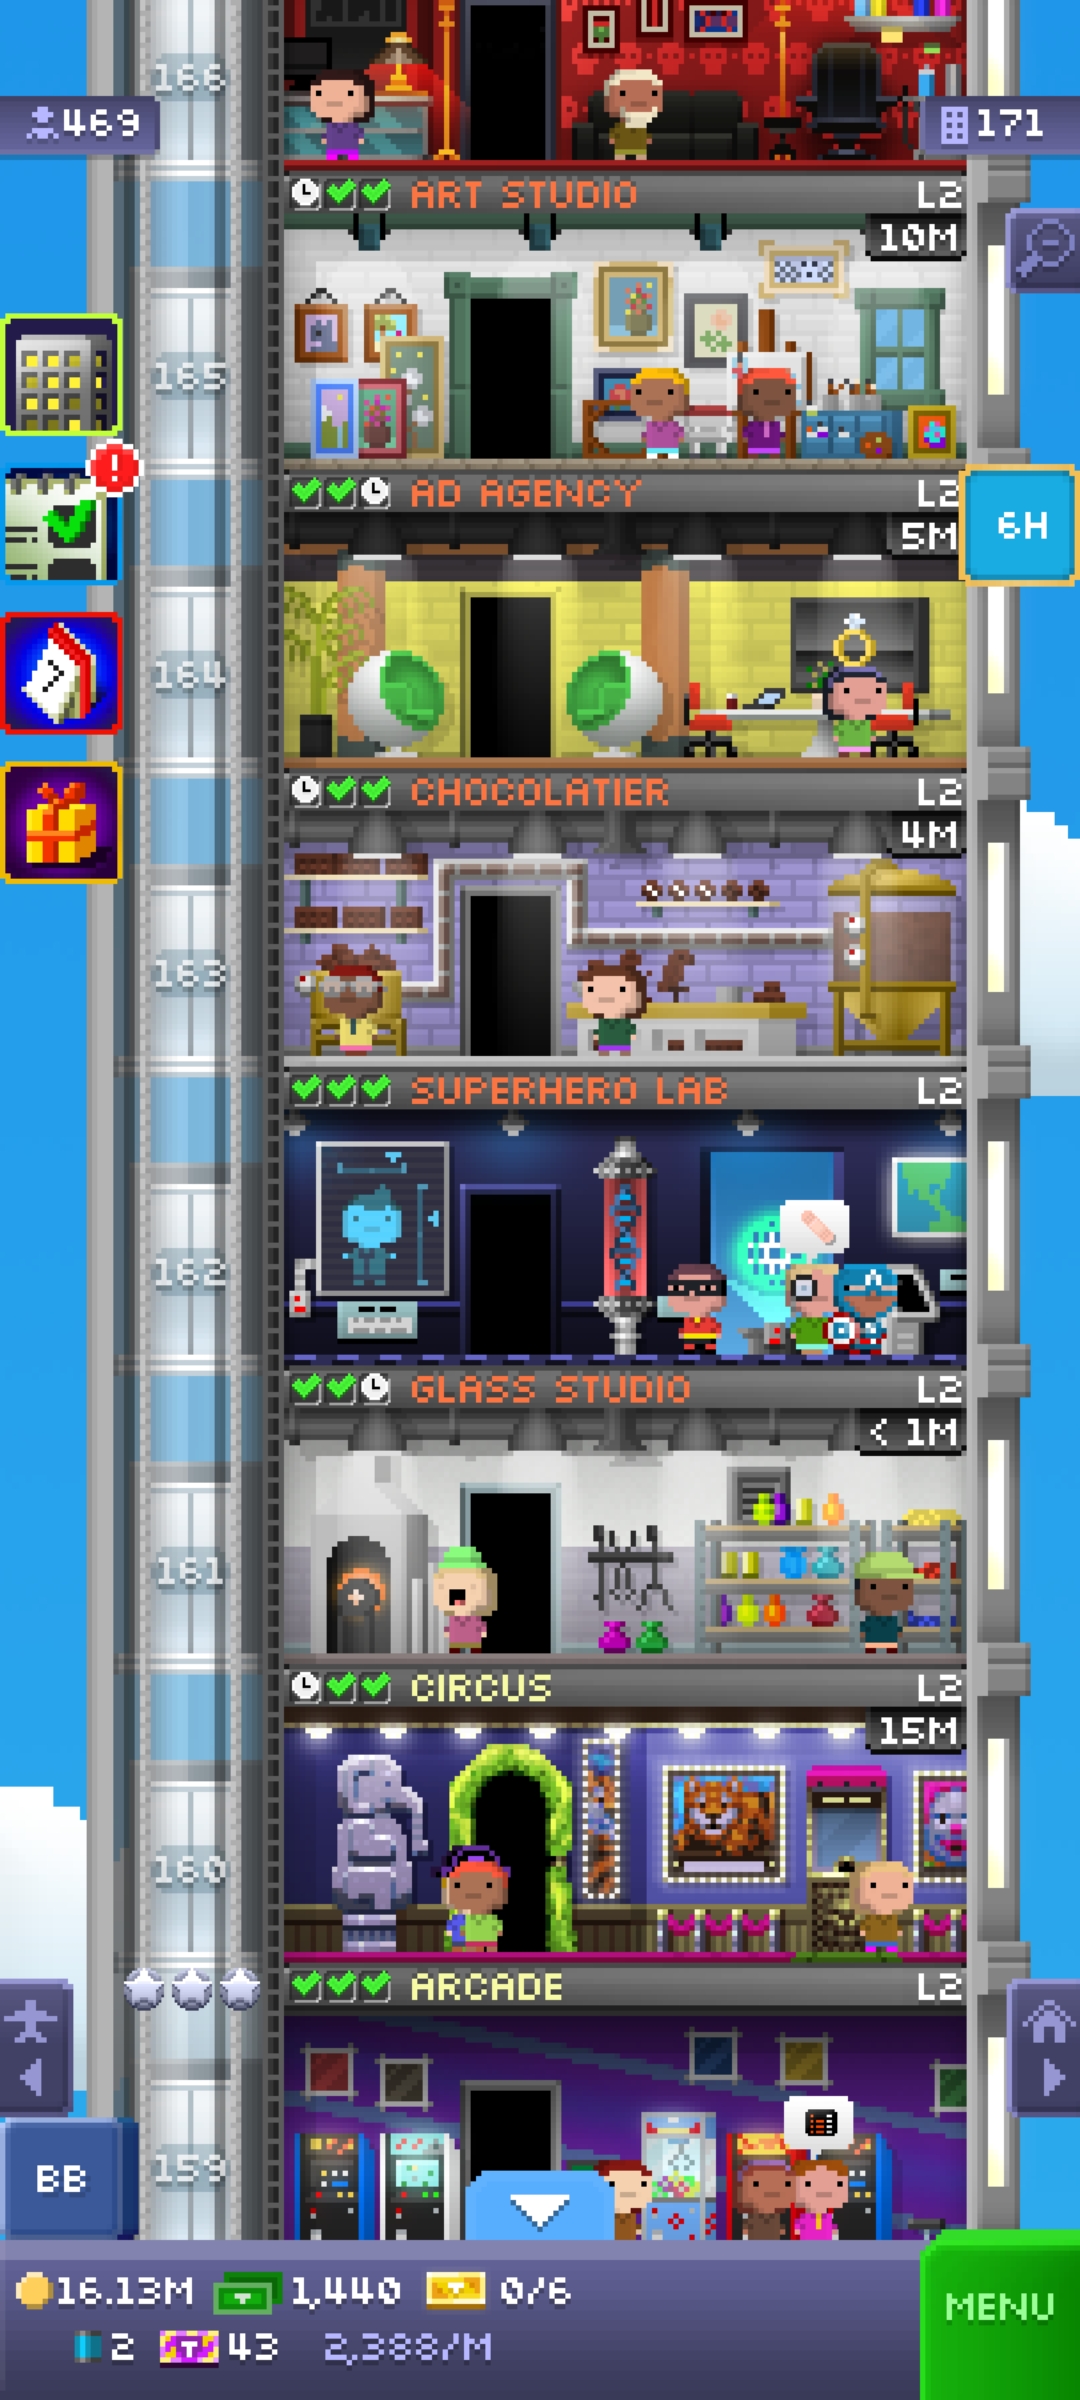 166
469
171
ART STUDIO L2
10M
165
AD AGENCY L2
5M
6H
164
CHOCOLATIER L2
4M
163
SUPERHERO LAB L2
162
GLASS STUDIO L2
< 1M
161
CIRCUS L2
15M
160
ARCADE L2
159
BB
16.13M 1,440 0/6
MENU
2 T 43 2,388/M